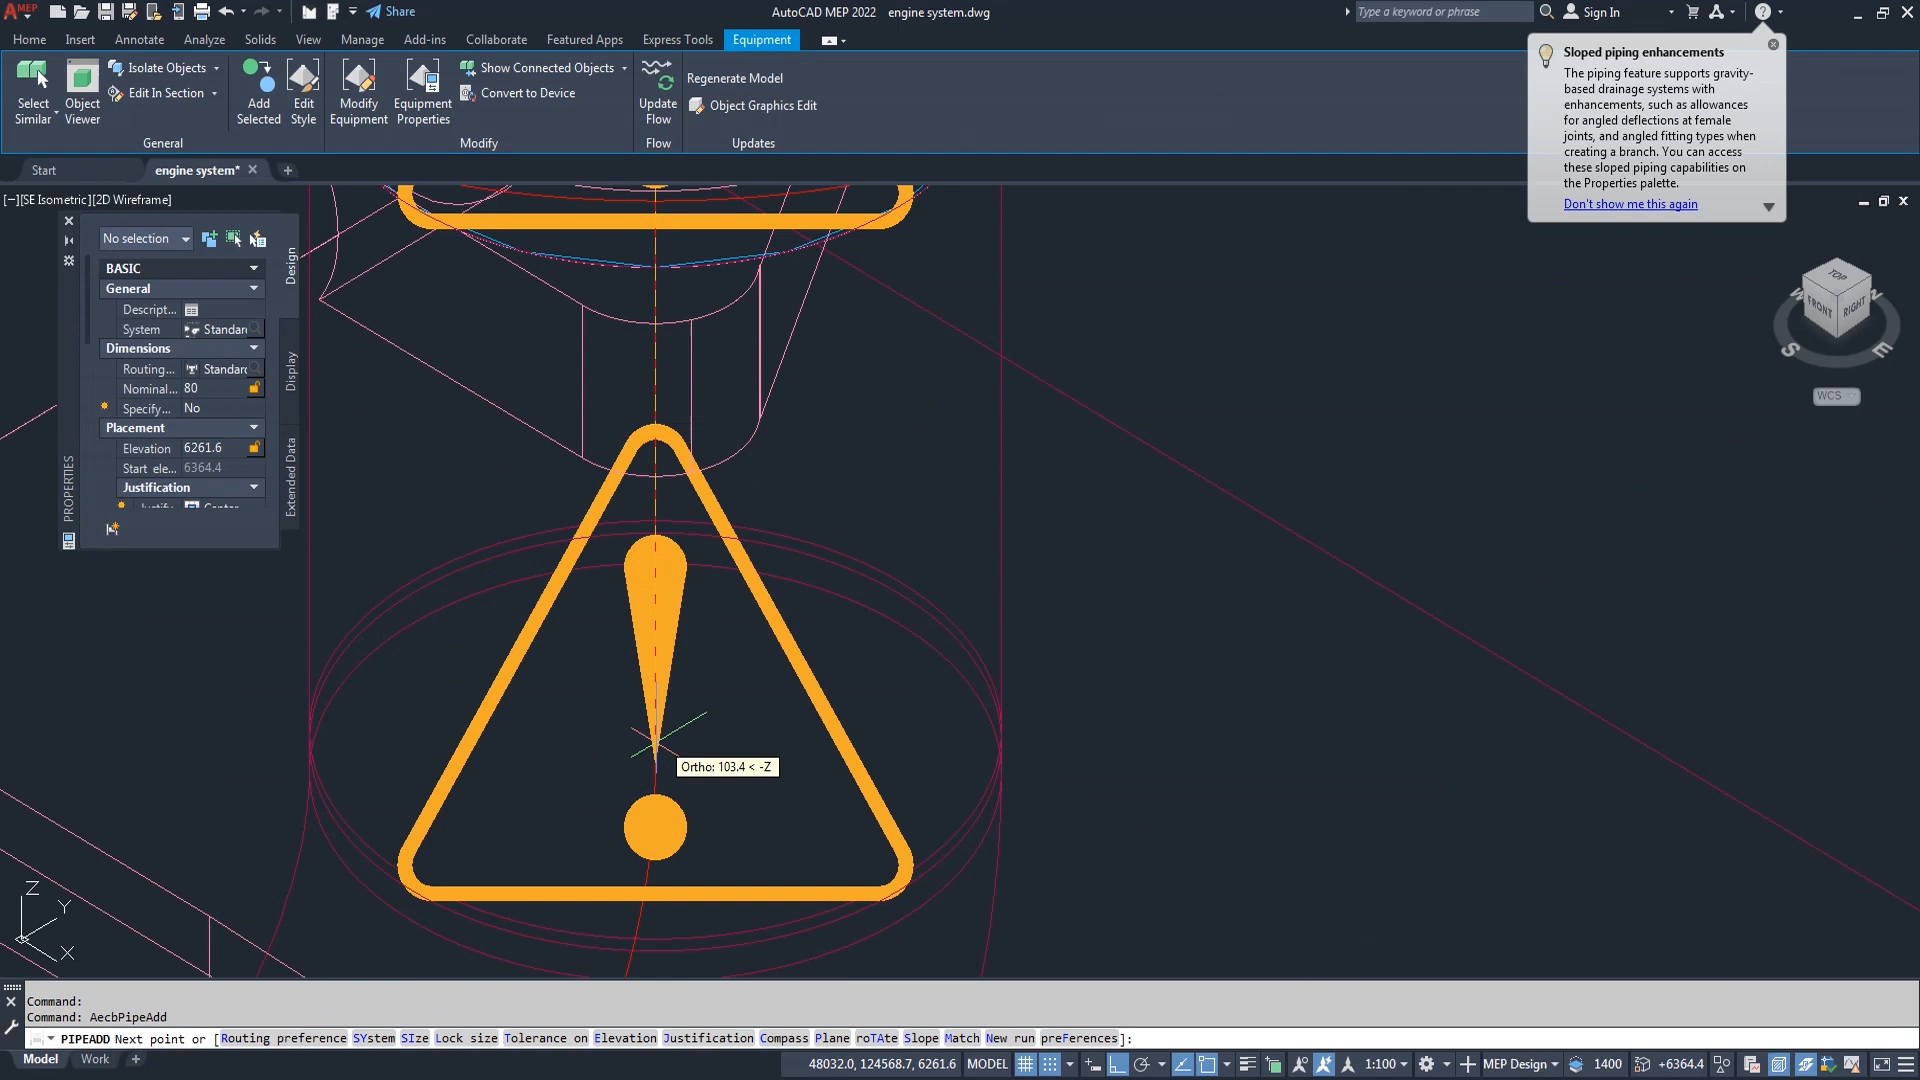 AutoCAD MEP 2022 engine system.dwg
MEP
Share
Type a keyword or phrase
Sign In
Home Insert Annotate Analyze Solids View Manage Add-ins Collaborate Featured Apps Express Tools Equipment
Select Similar
Object Viewer
Isolate Objects
Edit In Section
General
Add Selected
Edit Style
Modify Equipment
Equipment Properties
Show Connected Objects
Convert to Device
Modify
Update Flow
Flow
Regenerate Model
Object Graphics Edit
Updates
Sloped piping enhancements
The piping feature supports gravity-
based drainage systems with
enhancements, such as allowances
for angled deflections at female
joints, and angled fitting types when
creating a branch. You can access
these sloped piping capabilities on
the Properties palette.
Don't show me this again
Start
engine system*
[−][SE Isometric][2D Wireframe]
No selection
BASIC
General
Descript...
System Standar
Dimensions
Routing... Standar
Nominal... 80
Specify... No
Placement
Elevation 6261.6
Start ele... 6364.4
Justification
Justify Center
Design
Display
Extended Data
PROPERTIES
TOP
FRONT
RIGHT
W
N
S
E
WCS
Ortho: 103.4 < -Z
Z
Y
X
Command:
Command: AecbPipeAdd
PIPEADD Next point or [Routing preference SYstem SIze Lock size Tolerance on Elevation Justification Compass Plane roTAte Slope Match New run preFerences]:
Model Work
48032.0, 124568.7, 6261.6 MODEL 1:100 MEP Design 1400 +6364.4